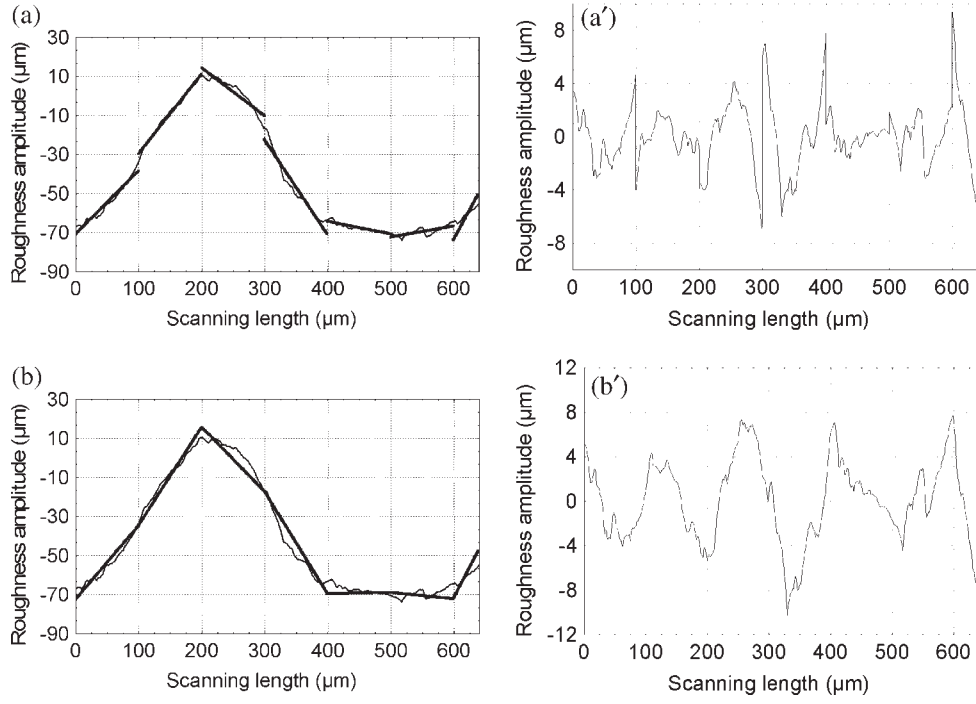 (a)
Roughness amplitude (µm)
30
10
-10
-30
-50
-70
-90
0 100 200 300 400 500 600
Scanning length (µm)
(a′)
Roughness amplitude (µm)
8
4
0
-4
-8
0 100 200 300 400 500 600
Scanning length (µm)
(b)
Roughness amplitude (µm)
30
10
-10
-30
-50
-70
-90
0 100 200 300 400 500 600
Scanning length (µm)
(b′)
Roughness amplitude (µm)
12
8
4
0
-4
-8
-12
0 100 200 300 400 500 600
Scanning length (µm)